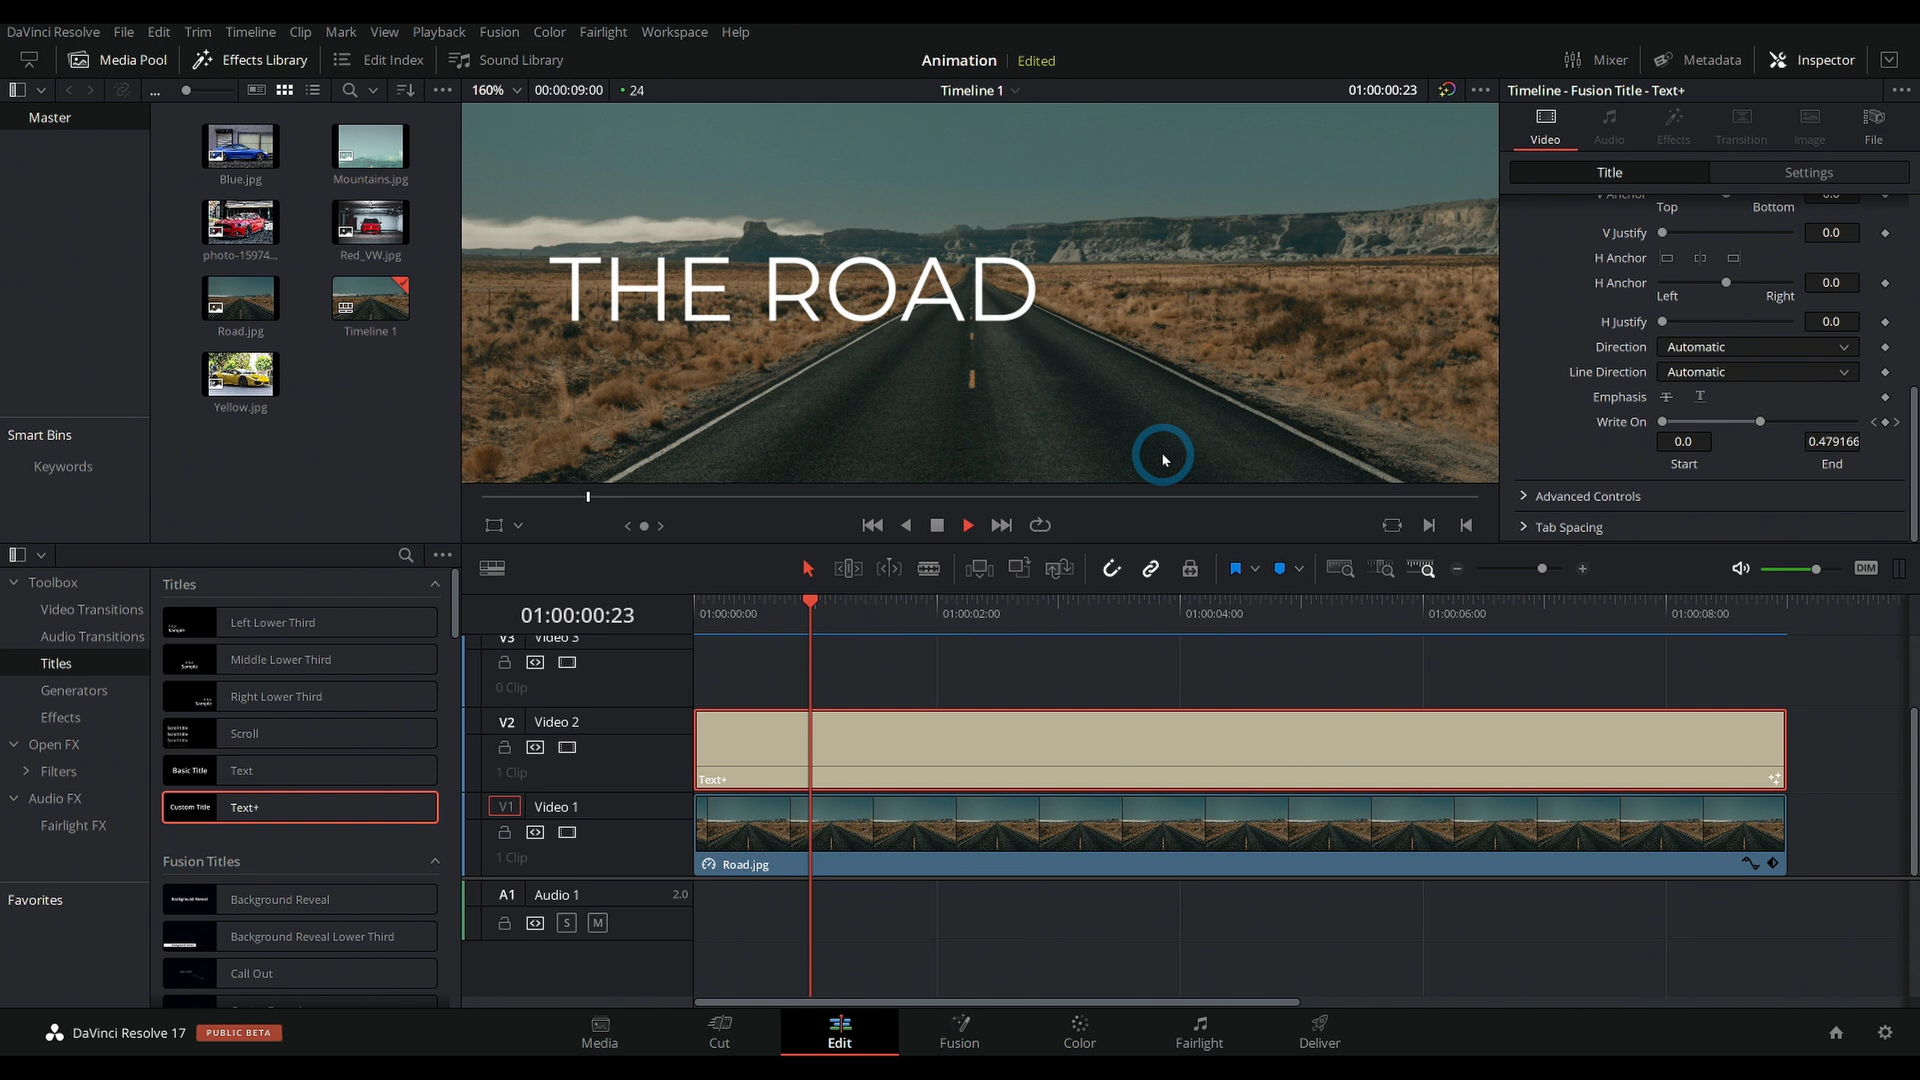 DaVinci Resolve File Edit Trim Timeline Clip Mark View Playback Fusion Color Fairlight Workspace Help
Media Pool Effects Library Edit Index Sound Library Animation Edited Mixer Metadata Inspector
... 160% 00:00:09:00 • 24 Timeline 1 01:00:00:23 Timeline - Fusion Title - Text+
Master
Blue.jpg
Mountains.jpg
photo-15974...
Red_VW.jpg
Road.jpg
Timeline 1
Yellow.jpg
Smart Bins
Keywords
THE ROAD
Video Audio Effects Transition Image File
Title Settings
V Anchor 0.0
Top Bottom
V Justify 0.0
H Anchor
H Anchor 0.0
Left Right
H Justify 0.0
Direction Automatic
Line Direction Automatic
Emphasis T T
Write On
0.0 0.479166
Start End
Advanced Controls
Tab Spacing
Toolbox
Video Transitions
Audio Transitions
Titles
Generators
Effects
Open FX
Filters
Audio FX
Fairlight FX
Favorites
Titles
Left Lower Third
Middle Lower Third
Right Lower Third
Scroll
Basic Title Text
Custom Title Text+
Fusion Titles
Background Reveal
Background Reveal Lower Third
Call Out
DIM
01:00:00:23
01:00:00:00 01:00:02:00 01:00:04:00 01:00:06:00 01:00:08:00
V3 Video 3
0 Clip
V2 Video 2
1 Clip
Text+
V1 Video 1
1 Clip
Road.jpg
A1 Audio 1 2.0
S M
DaVinci Resolve 17 PUBLIC BETA
Media Cut Edit Fusion Color Fairlight Deliver